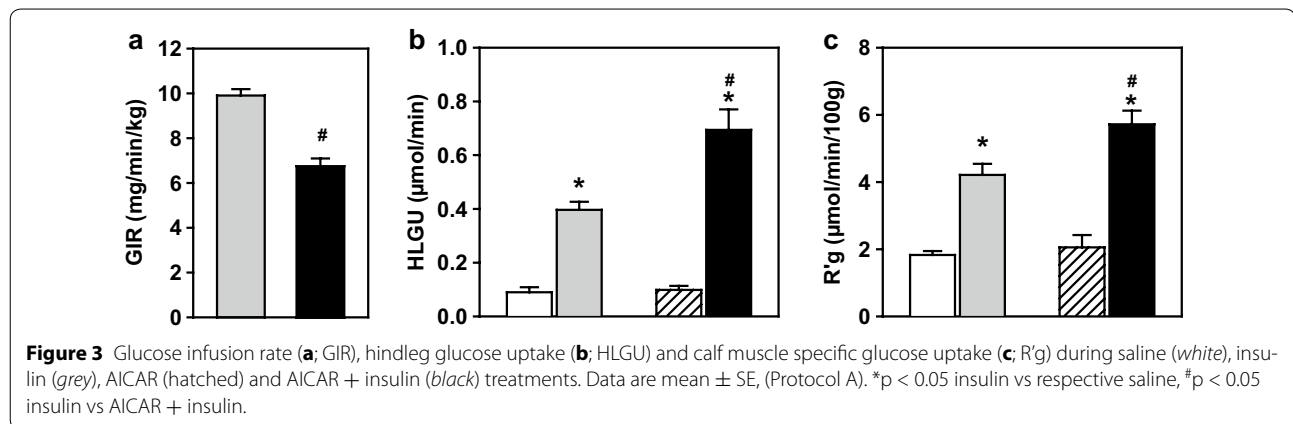 a
b
c
12
10
8
6
4
2
0
GIR (mg/min/kg)
#
1.0
0.8
0.6
0.4
0.2
0.0
HLGU (µmol/min)
*
#
*
8
6
4
2
0
R'g (µmol/min/100g)
*
#
*
Figure 3 Glucose infusion rate (a; GIR), hindleg glucose uptake (b; HLGU) and calf muscle specific glucose uptake (c; R'g) during saline (white), insu-
lin (grey), AICAR (hatched) and AICAR + insulin (black) treatments. Data are mean ± SE, (Protocol A). *p < 0.05 insulin vs respective saline, #p < 0.05
insulin vs AICAR + insulin.